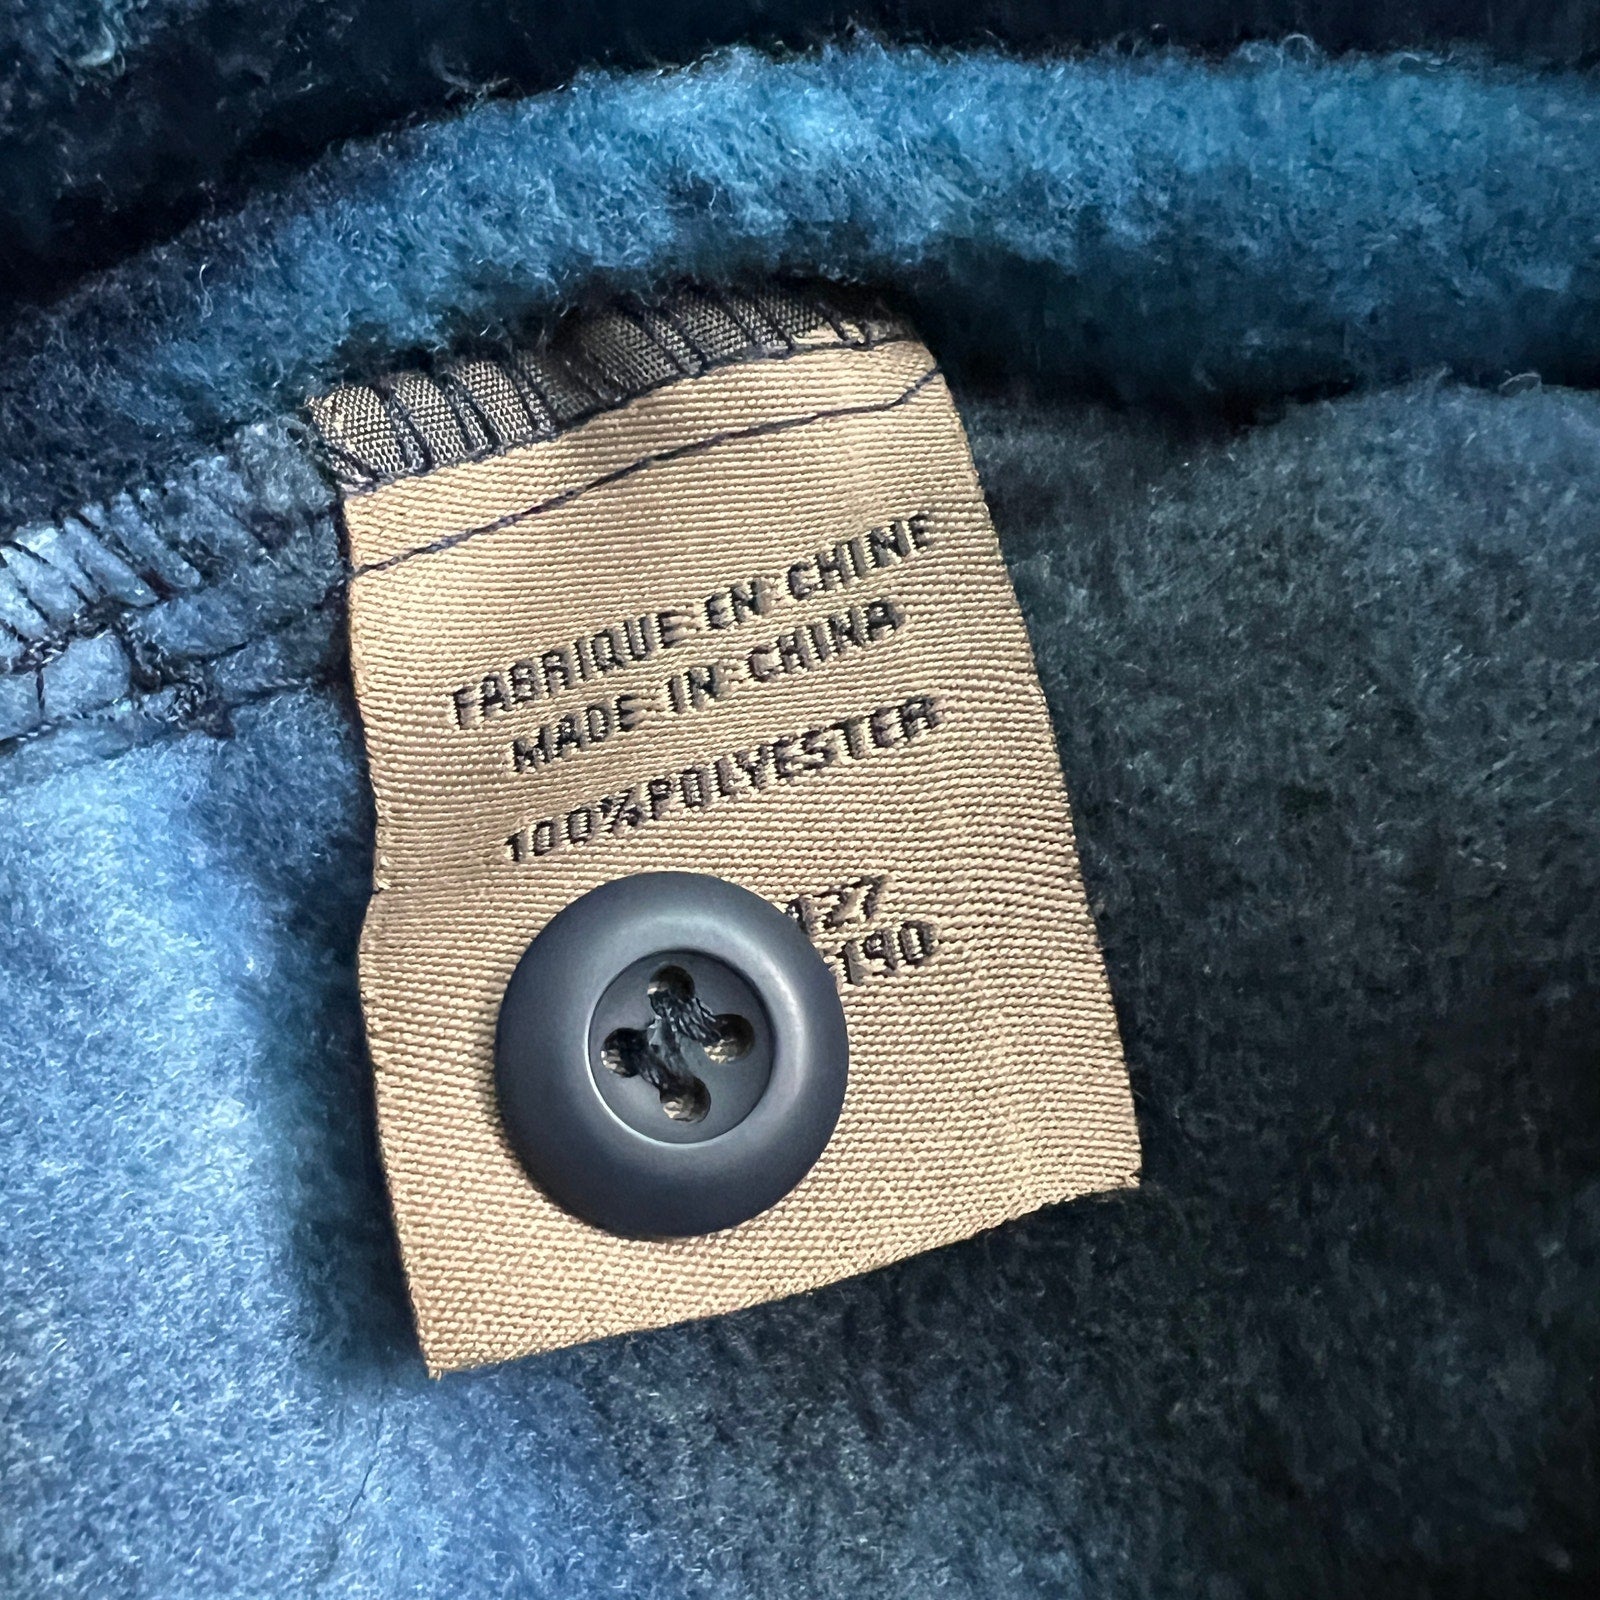 FABRIQUE EN CHINE
MADE IN CHINA
100%POLYESTER